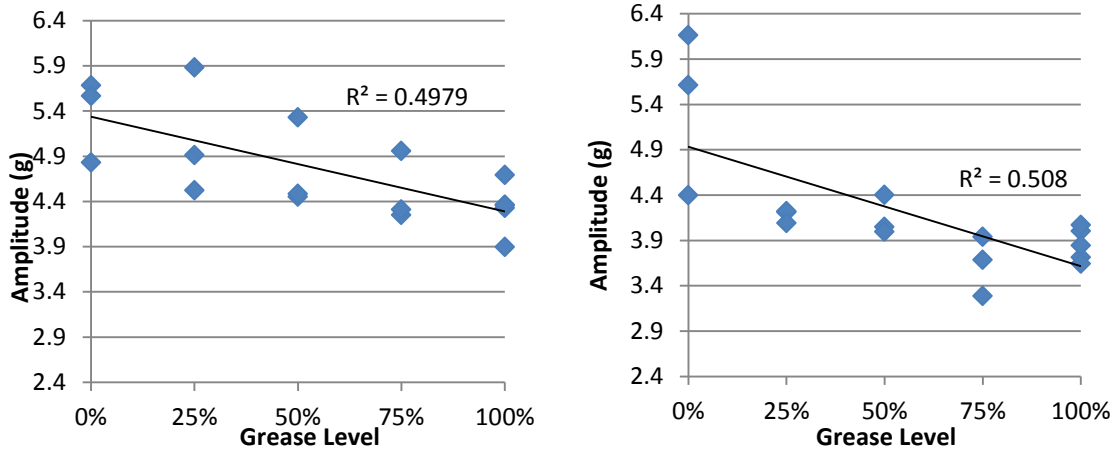 6.4
5.9
5.4
4.9
4.4
3.9
3.4
2.9
2.4
Amplitude (g)
R² = 0.4979
0% 25% 50% 75% 100%
Grease Level
6.4
5.9
5.4
4.9
4.4
3.9
3.4
2.9
2.4
Amplitude (g)
R² = 0.508
0% 25% 50% 75% 100%
Grease Level